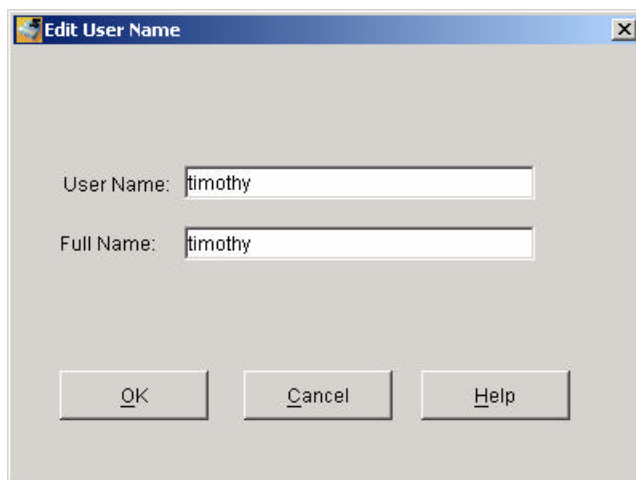 Edit User Name
User Name: timothy
Full Name: timothy
OK Cancel Help